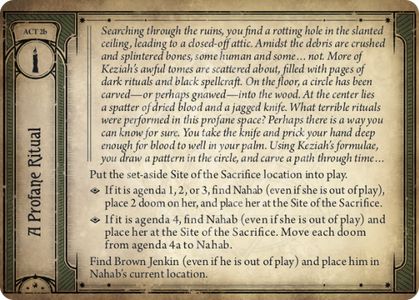 ACT 2b
A Profane Ritual
Searching through the ruins, you find a rotting hole in the slanted
ceiling, leading to a closed-off attic. Amidst the debris are crushed
and splintered bones, some human and some… not. More of
Keziah's awful tomes are scattered about, filled with pages of
dark rituals and black spellcraft. On the floor, a circle has been
carved—or perhaps gnawed—into the wood. At the center lies
a spatter of dried blood and a jagged knife. What terrible rituals
were performed in this profane space? Perhaps there is a way you
can know for sure. You take the knife and prick your hand deep
enough for blood to well in your palm. Using Keziah's formulae,
you draw a pattern in the circle, and carve a path through time…
Put the set-aside Site of the Sacrifice location into play.
If it is agenda 1, 2, or 3, find Nahab (even if she is out of play),
place 2 doom on her, and place her at the Site of the Sacrifice.
If it is agenda 4, find Nahab (even if she is out of play) and
place her at the Site of the Sacrifice. Move each doom
from agenda 4a to Nahab.
Find Brown Jenkin (even if he is out of play) and place him in
Nahab's current location.